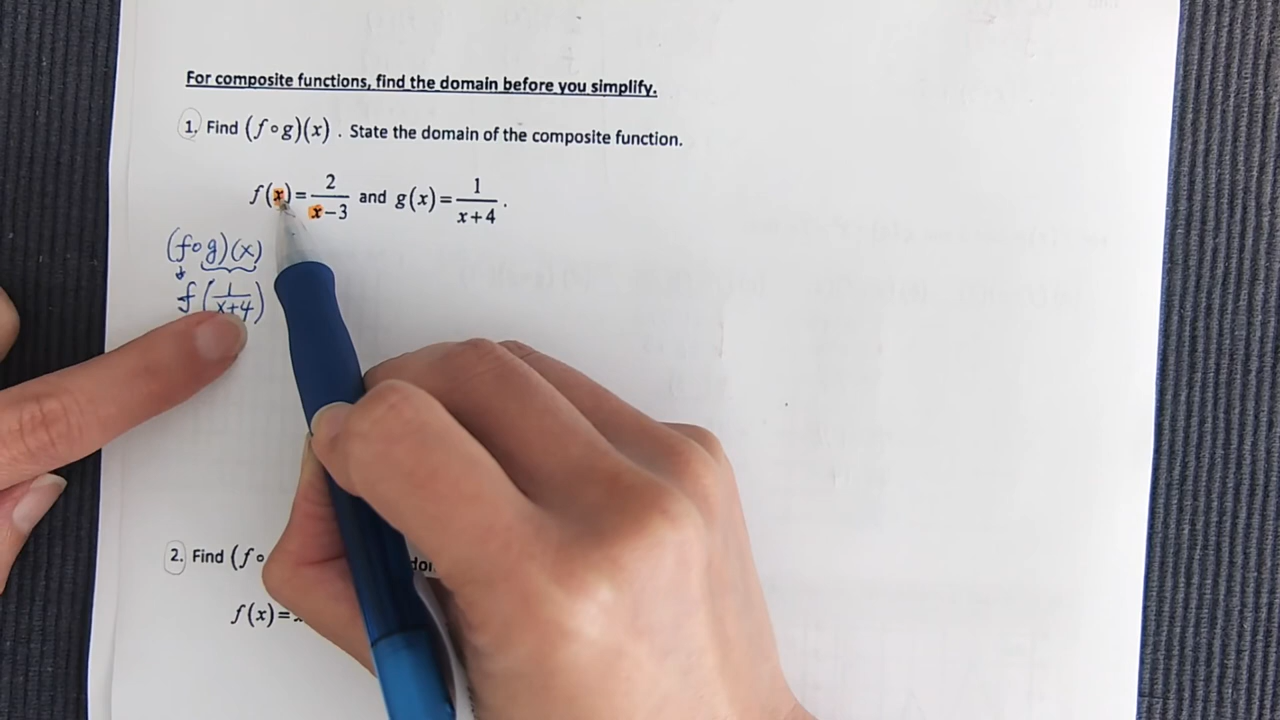 For composite functions, find the domain before you simplify.
1. Find (f∘g)(x). State the domain of the composite function.
f(x)=2/(x−3) and g(x)=1/(x+4).
(f∘g)(x)
f(1/(x+4))
2. Find (f∘
f(x)=